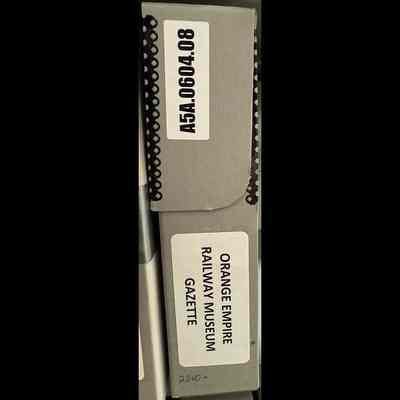 A5A.0604.08
ORANGE EMPIRE
RAILWAY MUSEUM
GAZETTE